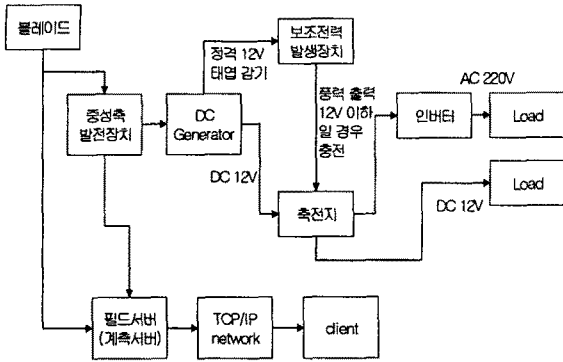 블레이드
정격 12V
태엽 감기
보조전력
발생장치
중성축
발전장치
DC
Generator
풍력 출력
12V 이하
일 경우
충전
AC 220V
인버터
Load
DC 12V
축전지
DC 12V
Load
필드서버
(계측서버)
TCP/IP
network
client